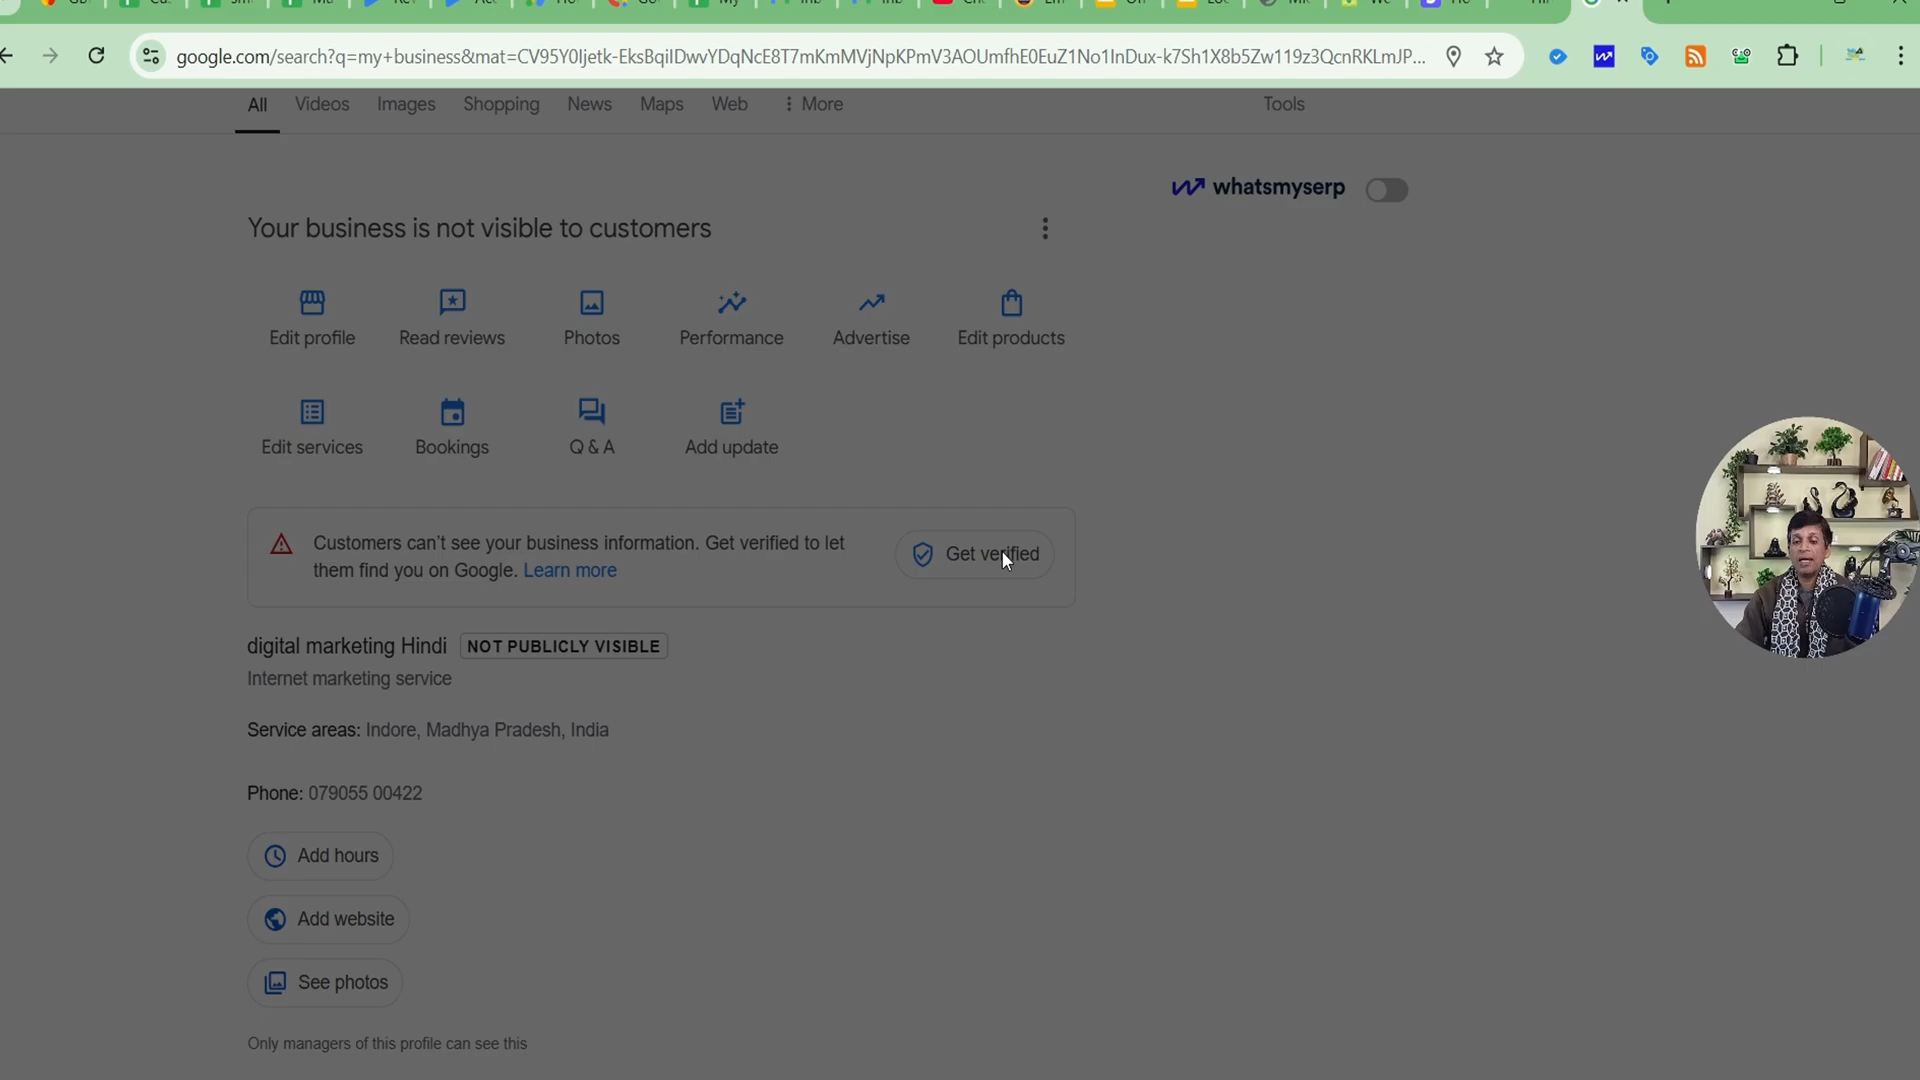 google.com/search?q=my+business&mat=CV95Y0Ijetk-EksBqiIDwvYDqNcE8T7mKmMVjNpKPmV3AOUmfhE0EuZ1No1InDux-k7Sh1X8b5Zw119z3QcnRKLmJP...
All Videos Images Shopping News Maps Web More Tools
whatsmyserp
Your business is not visible to customers
Edit profile Read reviews Photos Performance Advertise Edit products
Edit services Bookings Q & A Add update
Customers can't see your business information. Get verified to let
them find you on Google. Learn more
Get verified
digital marketing Hindi NOT PUBLICLY VISIBLE
Internet marketing service
Service areas: Indore, Madhya Pradesh, India
Phone: 079055 00422
Add hours
Add website
See photos
Only managers of this profile can see this